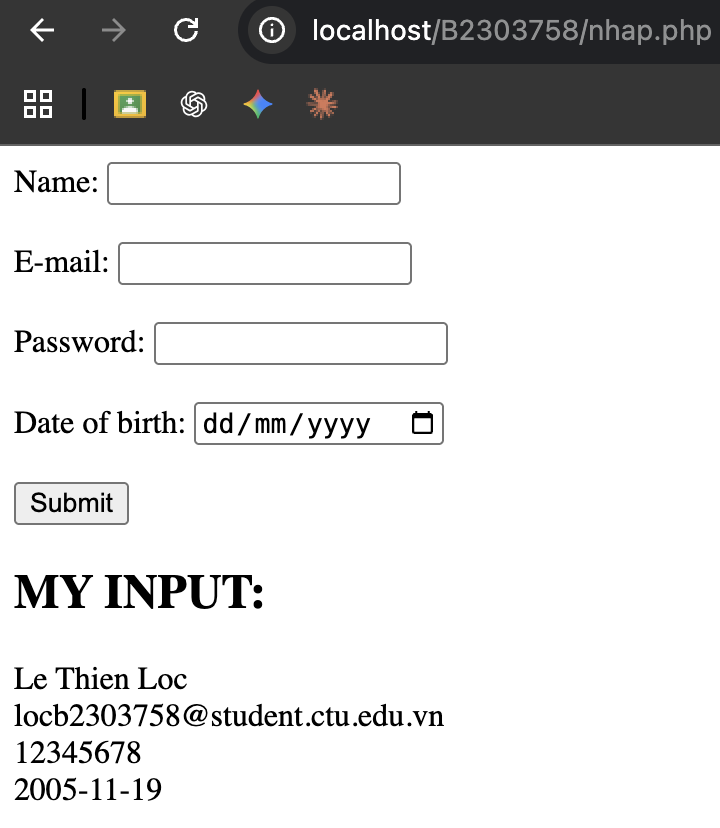 localhost/B2303758/nhap.php
Name:
E-mail:
Password:
Date of birth: dd/mm/yyyy
Submit
MY INPUT:
Le Thien Loc
locb2303758@student.ctu.edu.vn
12345678
2005-11-19